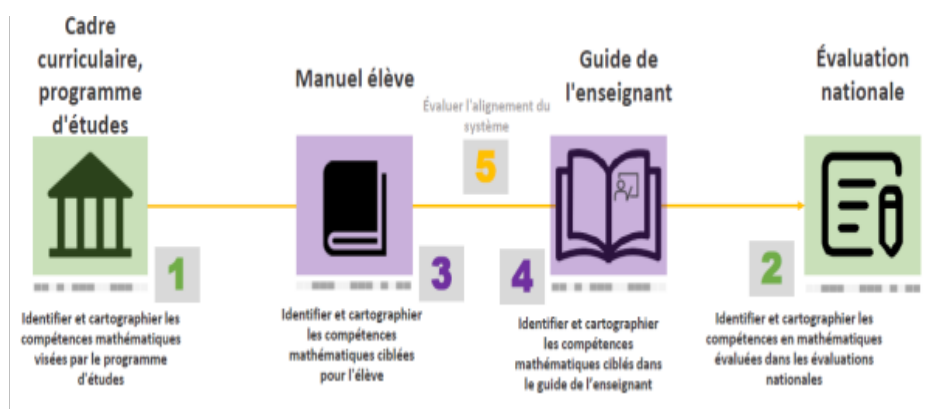 Cadre
curriculaire,
programme
d'études
Manuel élève
Évaluer l'alignement du
système
Guide de
l'enseignant
Évaluation
nationale
5
1
3
4
2
Identifier et cartographier les
compétences mathématiques
visées par le programme
d'études
Identifier et cartographier
les compétences
mathématiques ciblées
pour l'élève
Identifier et cartographier
les compétences
mathématiques ciblés dans
le guide de l'enseignant
Identifier et cartographier les
compétences en mathématiques
évaluées dans les évaluations
nationales